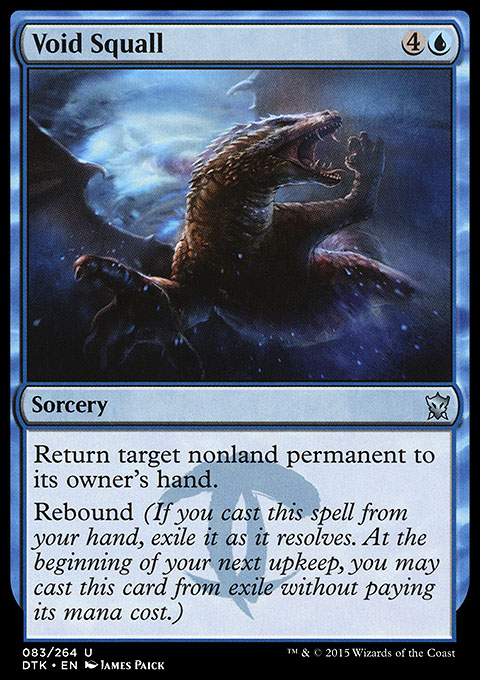 Void Squall 4
Sorcery
Return target nonland permanent to
its owner's hand.
Rebound (If you cast this spell from
your hand, exile it as it resolves. At the
beginning of your next upkeep, you may
cast this card from exile without paying
its mana cost.)
083/264 U
DTK • EN James Paick
™ & © 2015 Wizards of the Coast